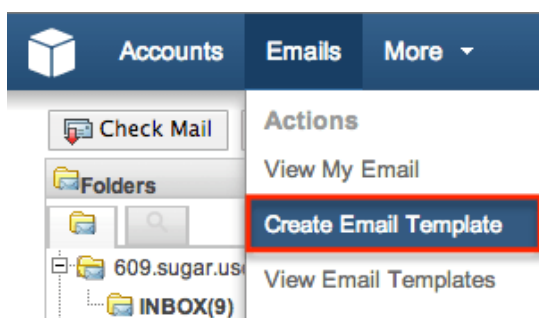 Accounts Emails More
Check Mail
Actions
View My Email
Folders
Create Email Template
609.sugar.us
View Email Templates
INBOX(9)